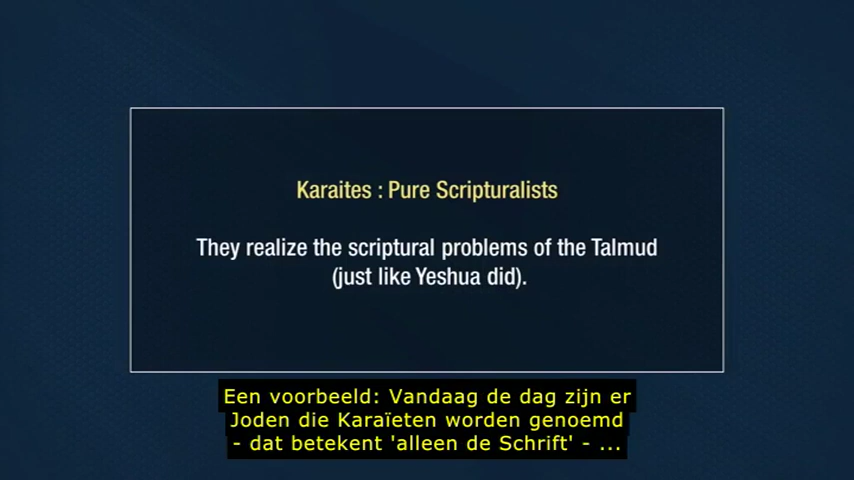 Karaites : Pure Scripturalists
They realize the scriptural problems of the Talmud
(just like Yeshua did).
Een voorbeeld: Vandaag de dag zijn er
Joden die Karaïeten worden genoemd
- dat betekent 'alleen de Schrift' - ...